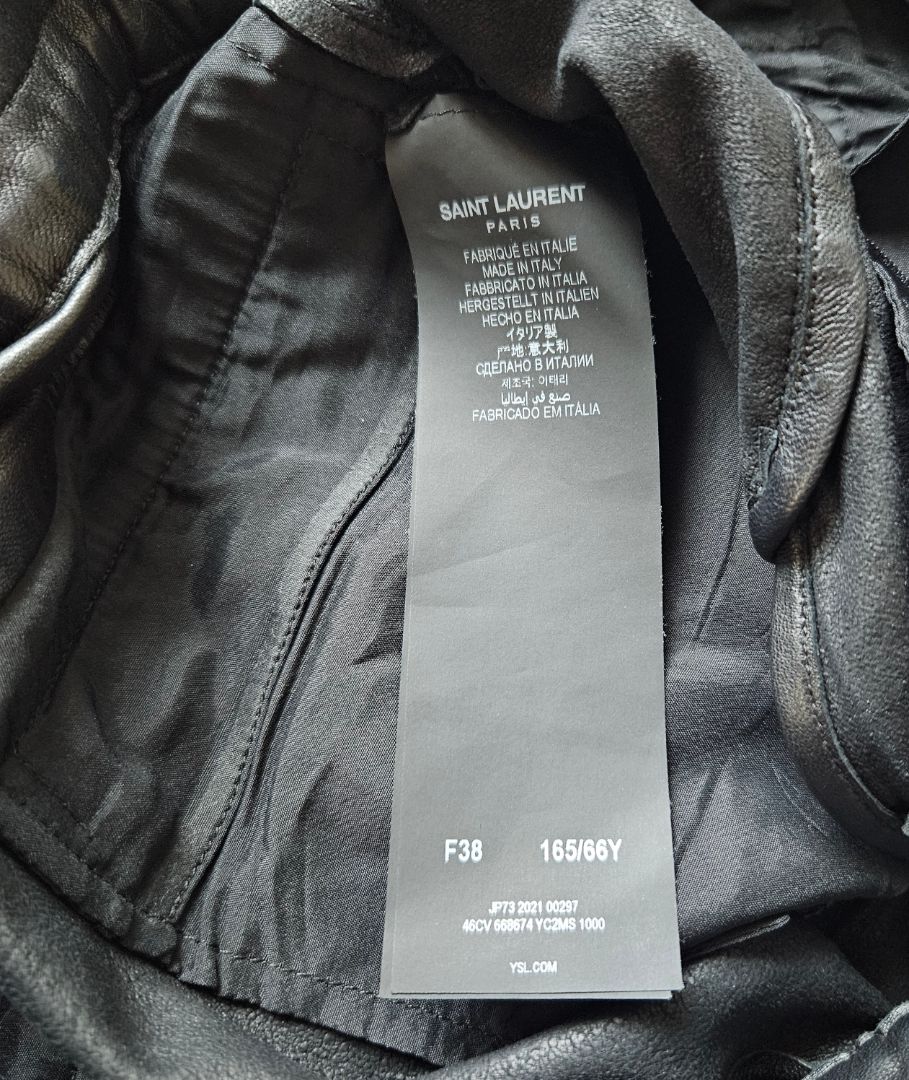 SAINT LAURENT
PARIS
FABRIQUÉ EN ITALIE
MADE IN ITALY
FABBRICATO IN ITALIA
HERGESTELLT IN ITALIEN
HECHO EN ITALIA
イタリア製
产地:意大利
СДЕЛАНО В ИТАЛИИ
제조국: 이태리
صنع في إيطاليا
FABRICADO EM ITÁLIA
F38 165/66Y
JP73 2021 00297
46CV 668674 YC2MS 1000
YSL.COM